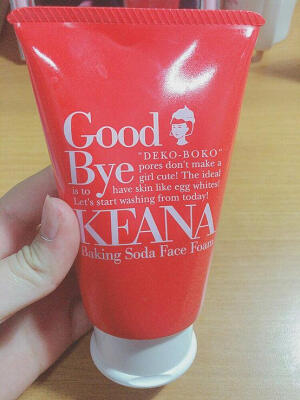 Good
Bye "DEKO-BOKO"
pores don't make a
girl cute! The ideal
is to have skin like egg whites!
Let's start washing from today!
KEANA
Baking Soda Face Foam